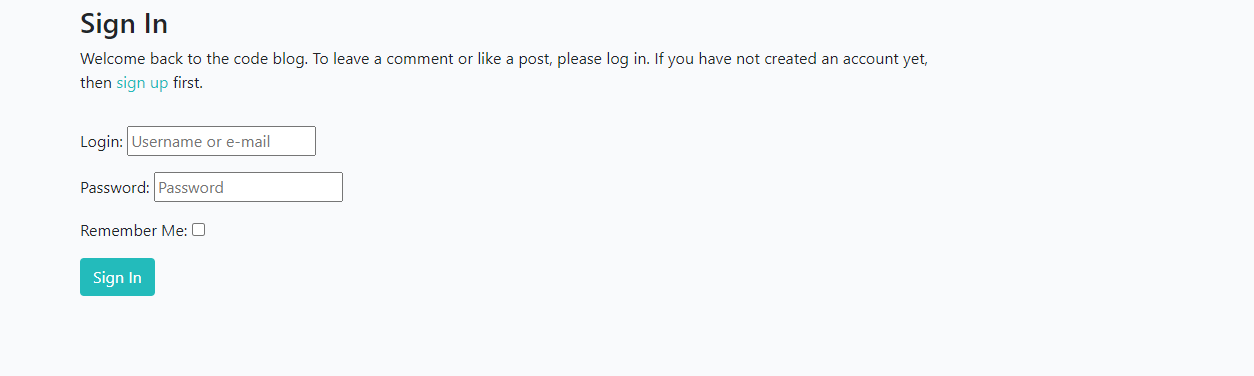 Sign In
Welcome back to the code blog. To leave a comment or like a post, please log in. If you have not created an account yet,
then sign up first.
Login: Username or e-mail
Password: Password
Remember Me:
Sign In